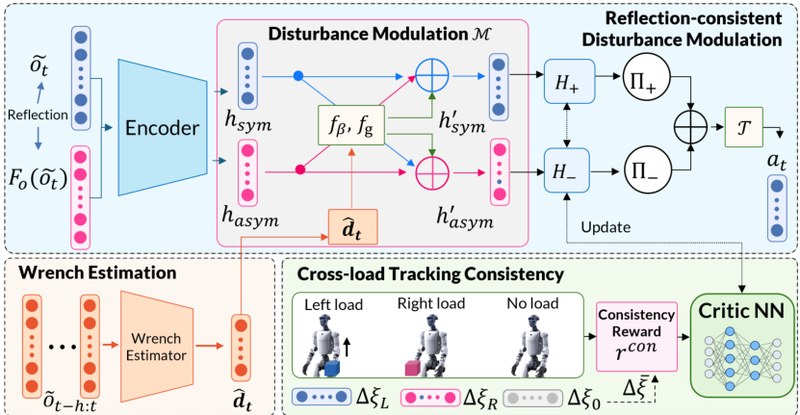 Reflection-consistent
Disturbance Modulation
Disturbance Modulation ℳ
õ_t
Reflection
F_o(õ_t)
Encoder
h_sym
h_asym
f_β, f_g
d̂_t
h′_sym
h′_asym
H_+
H_−
Π_+
Π_−
𝒯
a_t
Update
Wrench Estimation
õ_{t−h:t}
Wrench
Estimator
d̂_t
Cross-load Tracking Consistency
Left load
Right load
No load
Δξ_L
Δξ_R
Δξ_0
Consistency
Reward
r^con
Δξ̄
Critic NN